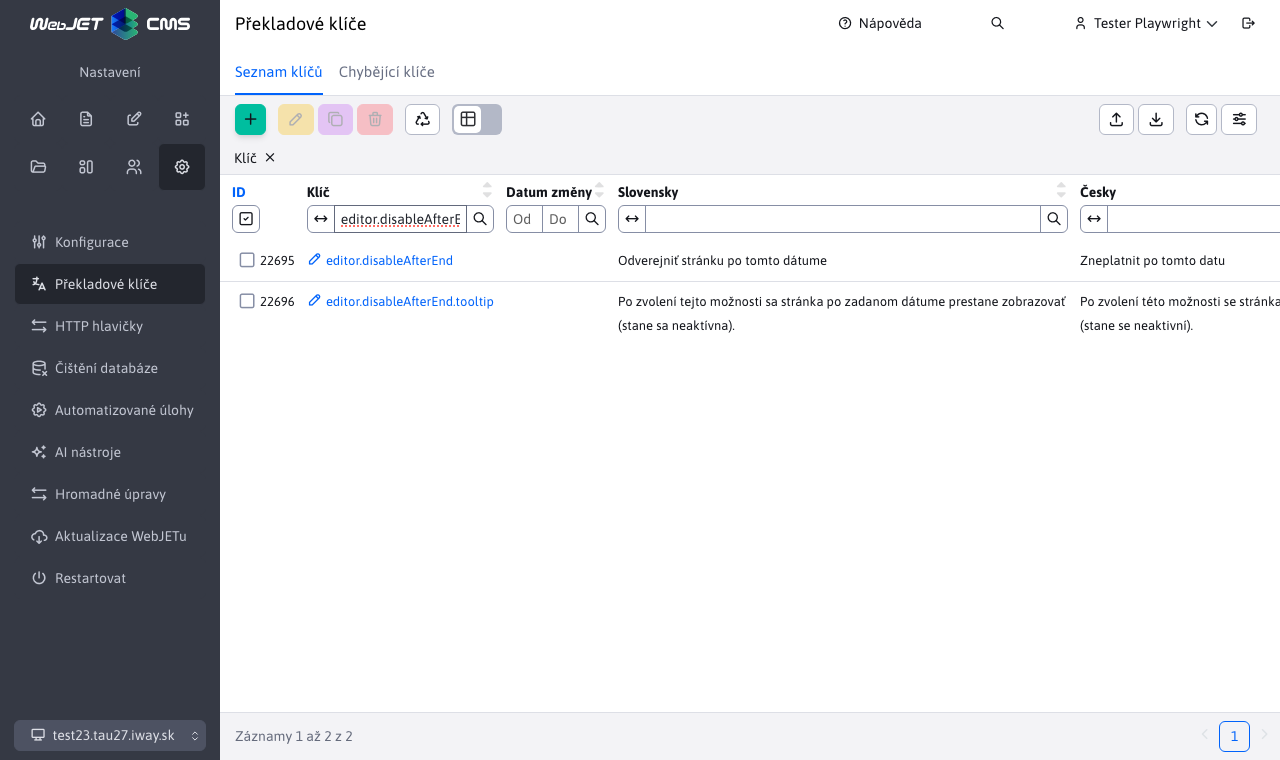 WebJET CMS
Překladové klíče
Nápověda
Tester Playwright
Nastavení
Seznam klíčů
Chybějící klíče
Klíč
ID
Klíč
Datum změny
Slovensky
Česky
editor.disableAfterE
Od
Do
22695
editor.disableAfterEnd
Odverejniť stránku po tomto dátume
Zneplatnit po tomto datu
22696
editor.disableAfterEnd.tooltip
Po zvolení tejto možnosti sa stránka po zadanom dátume prestane zobrazovať
(stane sa neaktívna).
Po zvolení této možnosti se stránka
(stane se neaktivní).
Konfigurace
Překladové klíče
HTTP hlavičky
Čištění databáze
Automatizované úlohy
AI nástroje
Hromadné úpravy
Aktualizace WebJETu
Restartovat
test23.tau27.iway.sk
Záznamy 1 až 2 z 2
1